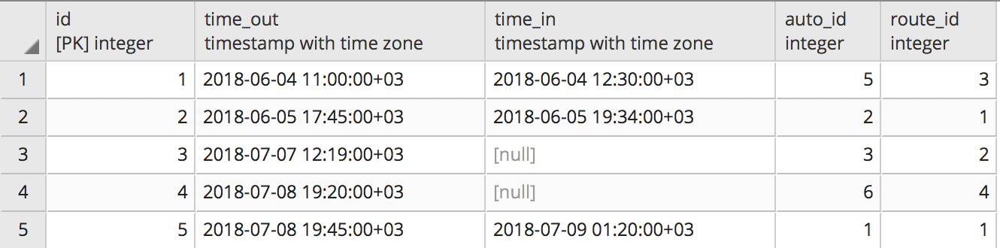 id time_out time_in auto_id route_id
[PK] integer timestamp with time zone timestamp with time zone integer integer
1 1 2018-06-04 11:00:00+03 2018-06-04 12:30:00+03 5 3
2 2 2018-06-05 17:45:00+03 2018-06-05 19:34:00+03 2 1
3 3 2018-07-07 12:19:00+03 [null] 3 2
4 4 2018-07-08 19:20:00+03 [null] 6 4
5 5 2018-07-08 19:45:00+03 2018-07-09 01:20:00+03 1 1